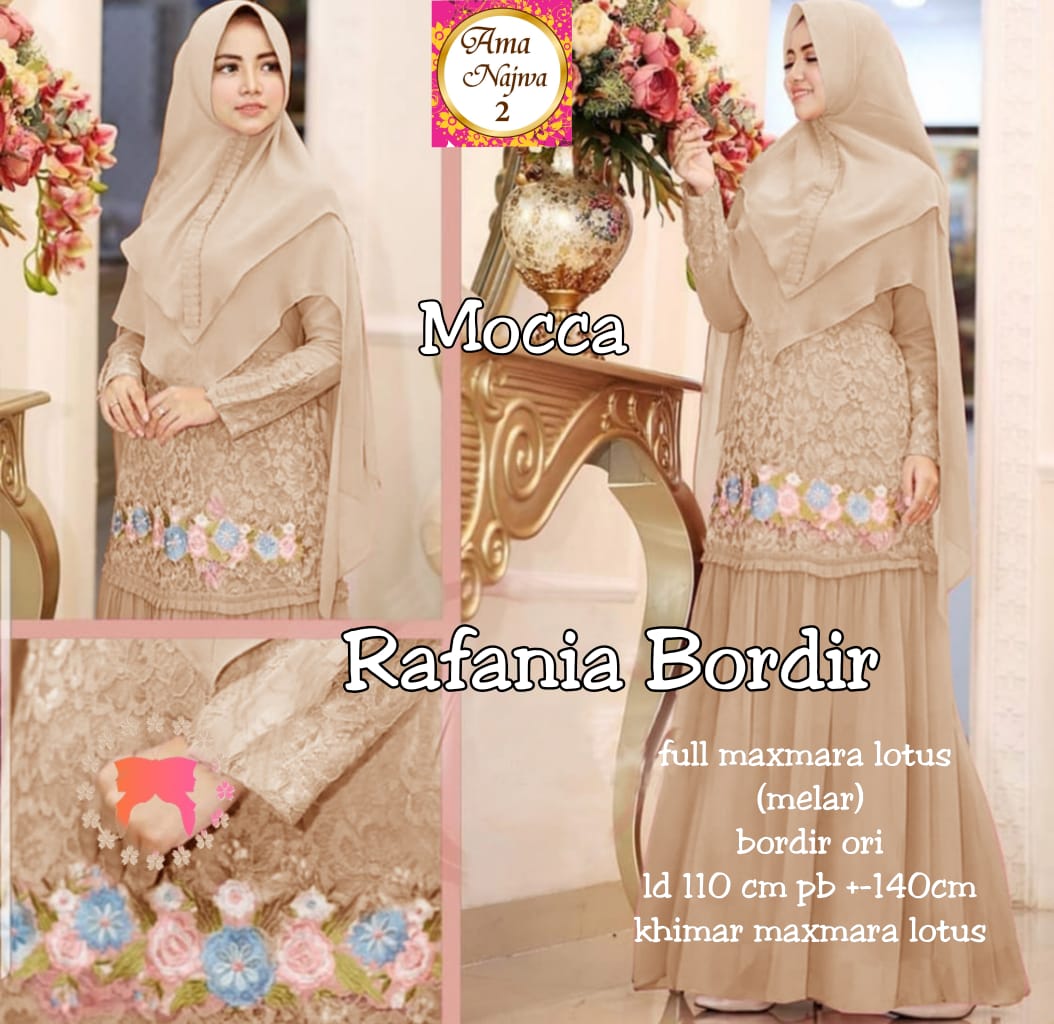 Ama
Najwa
2
Mocca
Rafania Bordir
full maxmara lotus
(melar)
bordir ori
ld 110 cm pb +-140cm
khimar maxmara lotus